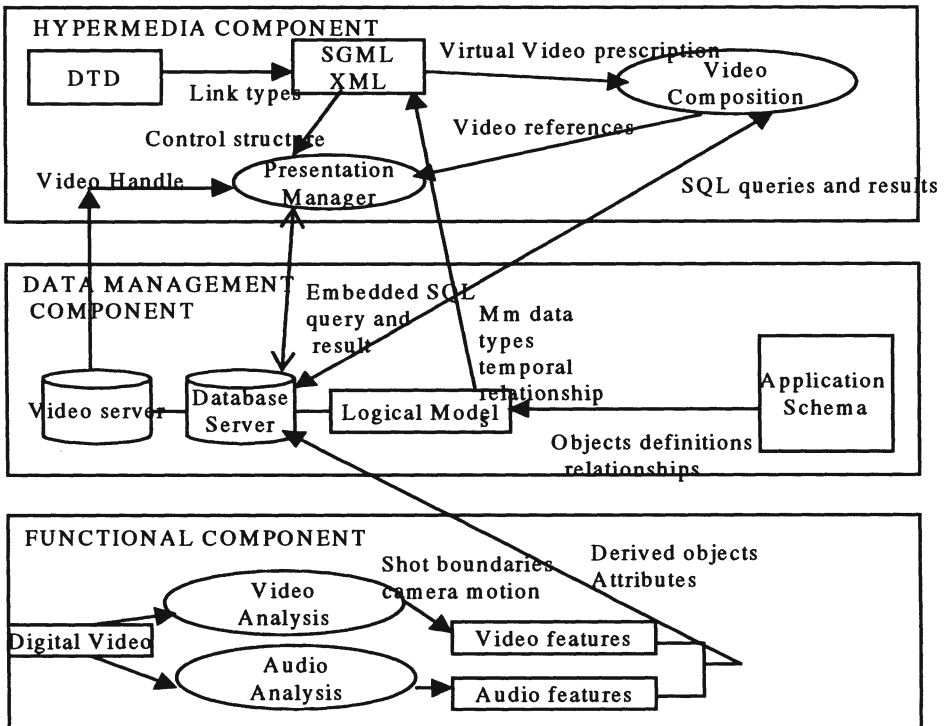 HYPERMEDIA COMPONENT
DTD
SGML
XML
Link types
Virtual Video prescription
Video
Composition
Control structure
Video references
Video Handle
Presentation
Manager
SQL queries and results
DATA MANAGEMENT
COMPONENT
Embedded SQL
query and
result
Mm data
types
temporal
relationship
Video server
Database
Server
Logical Model
s
Application
Schema
Objects definitions
relationships
FUNCTIONAL COMPONENT
Video
Analysis
Shot boundaries
camera motion
Derived objects
Attributes
Digital Video
Video features
Audio
Analysis
Audio features